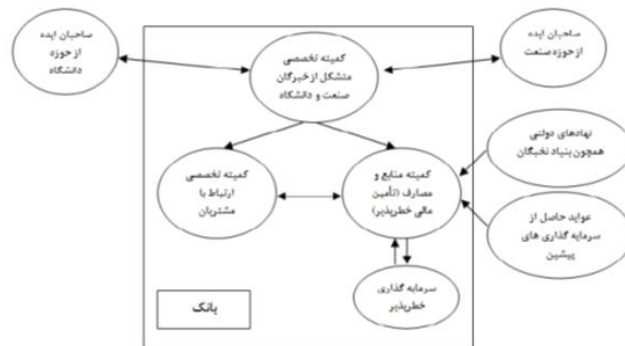 صاحبان ایده
از حوزه
دانشگاه
کمیته تخصصی
متشکل از خبرگان
صنعت و دانشگاه
صاحبان ایده
از حوزه صنعت
نهادهای دولتی
همچون بنیاد نخبگان
کمیته تخصصی
ارتباط با
مشتریان
کمیته منابع و
مصارف (تأمین
مالی خطرپذیر)
عواید حاصل از
سرمایه گذاری های
پیشین
سرمایه گذاری
خطرپذیر
بانک